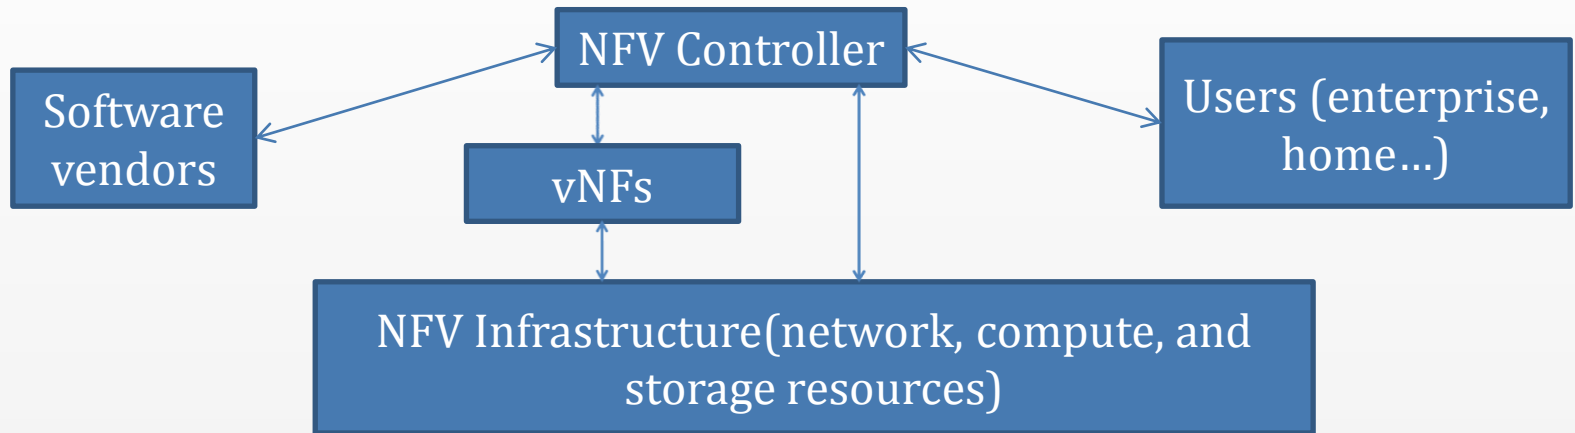 NFV Controller
Software
vendors
Users (enterprise,
home…)
vNFs
NFV Infrastructure(network, compute, and
storage resources)